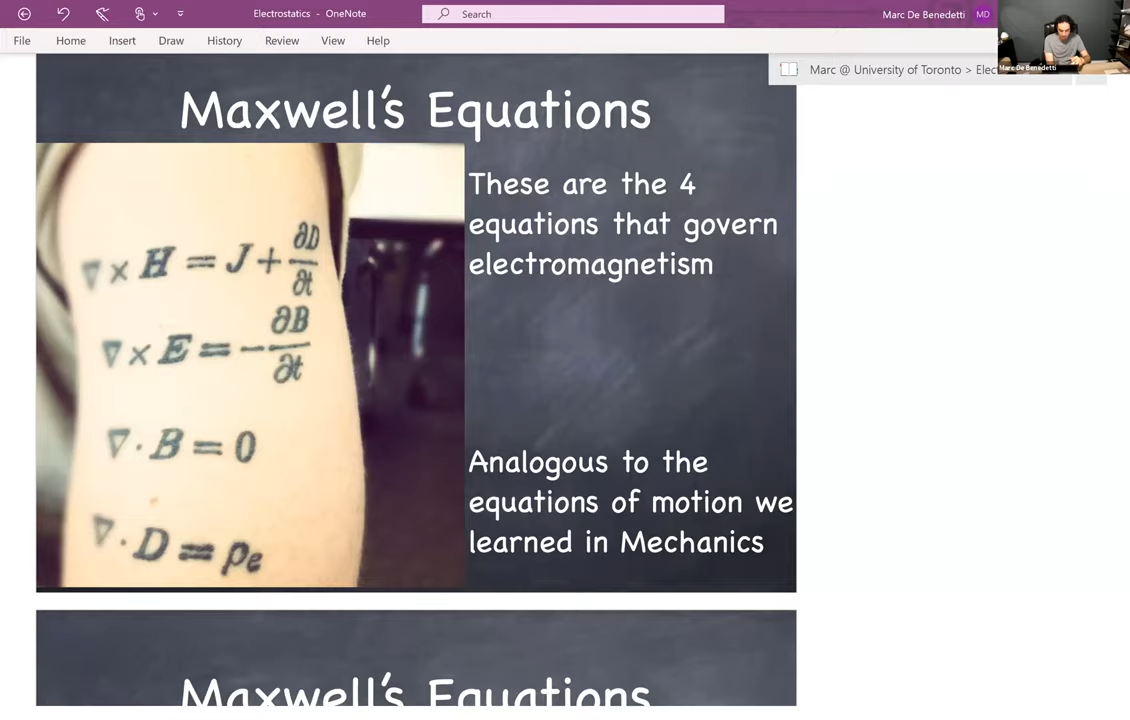 Electrostatics - OneNote
Search
Marc De Benedetti MD
File Home Insert Draw History Review View Help
Marc @ University of Toronto > Elec
Marc De Benedetti
Maxwell's Equations
These are the 4
equations that govern
electromagnetism
∇ × H = J + ∂D/∂t
∇ × E = - ∂B/∂t
∇ · B = 0
∇ · D = ρe
Analogous to the
equations of motion we
learned in Mechanics
Maxwell's Equations